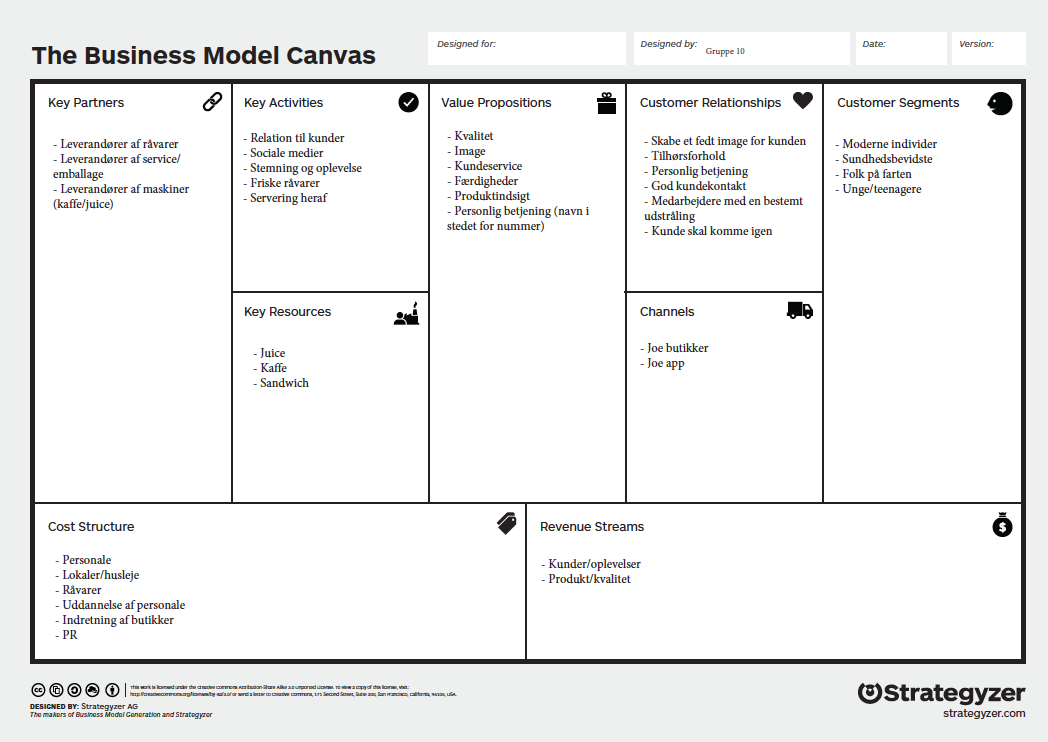 The Business Model Canvas
Designed for:
Designed by:
Gruppe 10
Date:
Version:
Key Partners
- Leverandører af råvarer
- Leverandører af service/
emballage
- Leverandører af maskiner
(kaffe/juice)
Key Activities
- Relation til kunder
- Sociale medier
- Stemning og oplevelse
- Friske råvarer
- Servering heraf
Key Resources
- Juice
- Kaffe
- Sandwich
Value Propositions
- Kvalitet
- Image
- Kundeservice
- Færdigheder
- Produktindsigt
- Personlig betjening (navn i
stedet for nummer)
Customer Relationships
- Skabe et fedt image for kunden
- Tilhørsforhold
- Personlig betjening
- God kundekontakt
- Medarbejdere med en bestemt
udstråling
- Kunde skal komme igen
Channels
- Joe butikker
- Joe app
Customer Segments
- Moderne individer
- Sundhedsbevidste
- Folk på farten
- Unge/teenagere
Cost Structure
- Personale
- Lokaler/husleje
- Råvarer
- Uddannelse af personale
- Indretning af butikker
- PR
Revenue Streams
$
- Kunder/oplevelser
- Produkt/kvalitet
cc
This work is licensed under the Creative Commons Attribution-Share Alike 3.0 Unported License. To view a copy of this license, visit:
http://creativecommons.org/licenses/by-sa/3.0/ or send a letter to Creative Commons, 171 Second Street, Suite 300, San Francisco, California, 94105, USA.
DESIGNED BY: Strategyzer AG
The makers of Business Model Generation and Strategyzer
Strategyzer
strategyzer.com